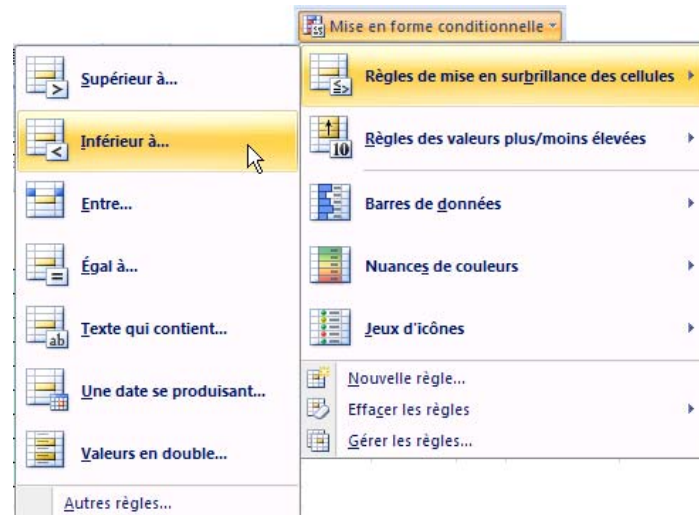 Mise en forme conditionnelle
Règles de mise en surbrillance des cellules
Règles des valeurs plus/moins élevées
10
Barres de données
Nuances de couleurs
Jeux d'icônes
Nouvelle règle...
Effacer les règles
Gérer les règles...
Supérieur à...
Inférieur à...
Entre...
Égal à...
Texte qui contient...
ab
Une date se produisant...
Valeurs en double...
Autres règles...